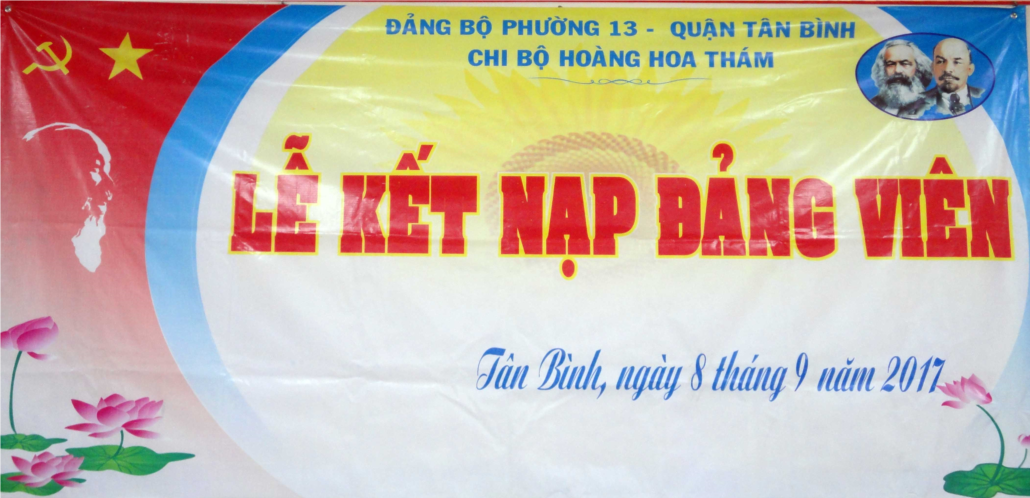 ĐẢNG BỘ PHƯỜNG 13 - QUẬN TÂN BÌNH
CHI BỘ HOÀNG HOA THÁM
LỄ KẾT NẠP ĐẢNG VIÊN
Tân Bình, ngày 8 tháng 9 năm 2017